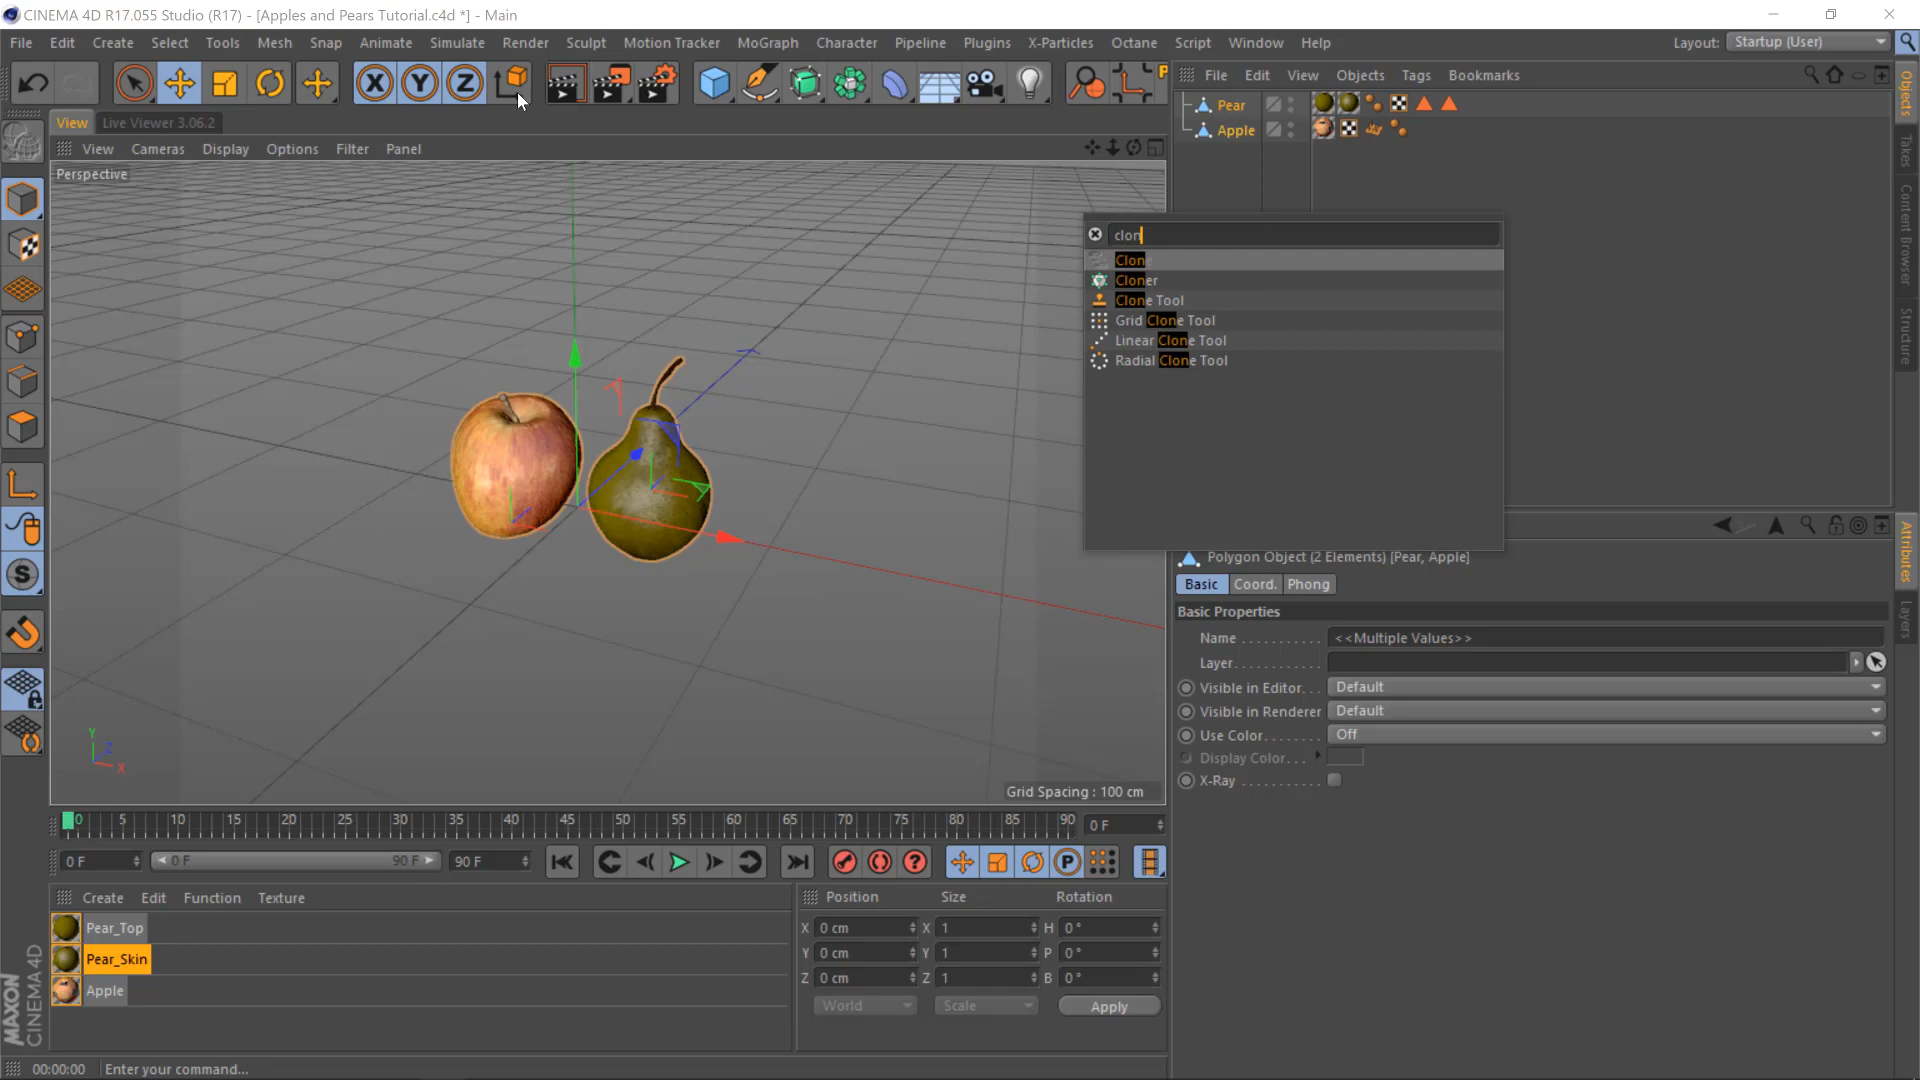 CINEMA 4D R17.055 Studio (R17) - [Apples and Pears Tutorial.c4d *] - Main
File Edit Create Select Tools Mesh Snap Animate Simulate Render Sculpt Motion Tracker MoGraph Character Pipeline Plugins X-Particles Octane Script Window Help Layout: Startup (User)
X Y Z P
File Edit View Objects Tags Bookmarks
View Live Viewer 3.06.2
View Cameras Display Options Filter Panel
Perspective
Pear
Apple
clon
Clone
Cloner
Clone Tool
Grid Clone Tool
Linear Clone Tool
Radial Clone Tool
Objects
Takes
Content Browser
Structure
Attributes
Layers
Polygon Object (2 Elements) [Pear, Apple]
Basic Coord. Phong
Basic Properties
Name . . . . . . . . . . . <<Multiple Values>>
Layer. . . . . . . . . . . .
Visible in Editor. . . Default
Visible in Renderer Default
Use Color. . . . . . . . Off
Display Color. . .
X-Ray . . . . . . . . . . .
S
Y
Z
X
Grid Spacing : 100 cm
0 5 10 15 20 25 30 35 40 45 50 55 60 65 70 75 80 85 90 0 F
0 F 0 F 90 F 90 F ? P
Create Edit Function Texture
Pear_Top
Pear_Skin
Apple
Position Size Rotation
X 0 cm X 1 H 0 °
Y 0 cm Y 1 P 0 °
Z 0 cm Z 1 B 0 °
World Scale Apply
MAXON
CINEMA 4D
00:00:00 Enter your command...